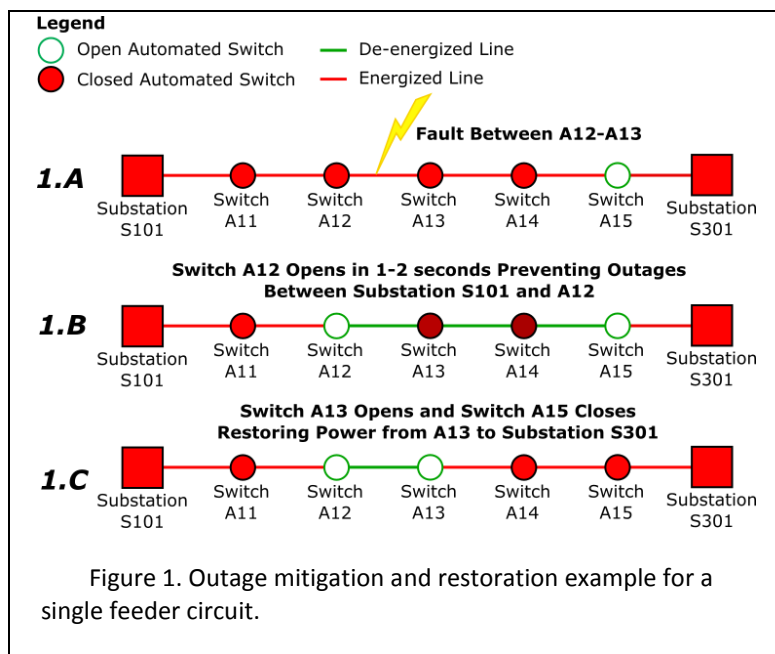 Legend
Open Automated Switch
De-energized Line
Closed Automated Switch
Energized Line
Fault Between A12-A13
1.A
Substation S101
Switch A11
Switch A12
Switch A13
Switch A14
Switch A15
Substation S301
Switch A12 Opens in 1-2 seconds Preventing Outages
Between Substation S101 and A12
1.B
Substation S101
Switch A11
Switch A12
Switch A13
Switch A14
Switch A15
Substation S301
Switch A13 Opens and Switch A15 Closes
Restoring Power from A13 to Substation S301
1.C
Substation S101
Switch A11
Switch A12
Switch A13
Switch A14
Switch A15
Substation S301
Figure 1. Outage mitigation and restoration example for a
single feeder circuit.